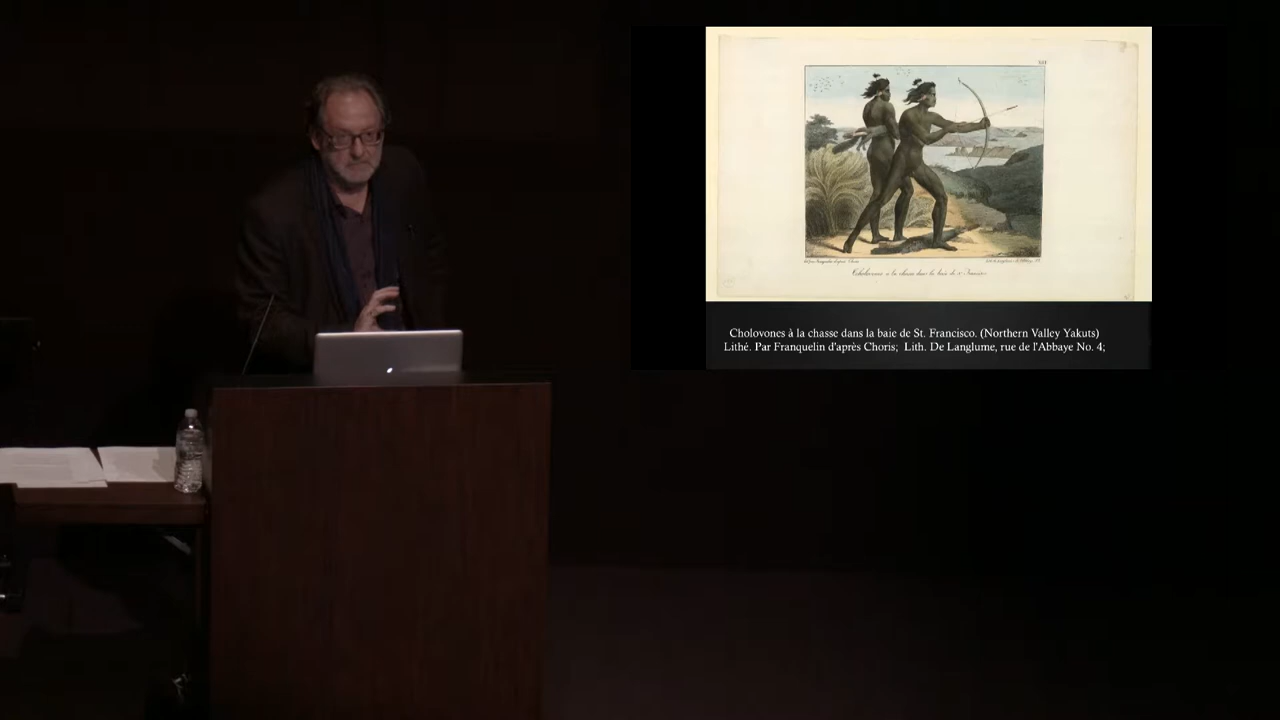 Cholovones à la chasse dans la baie de St. Francisco. (Northern Valley Yakuts)
Lithé. Par Franquelin d'après Choris; Lith. De Langlume, rue de l'Abbaye No. 4;